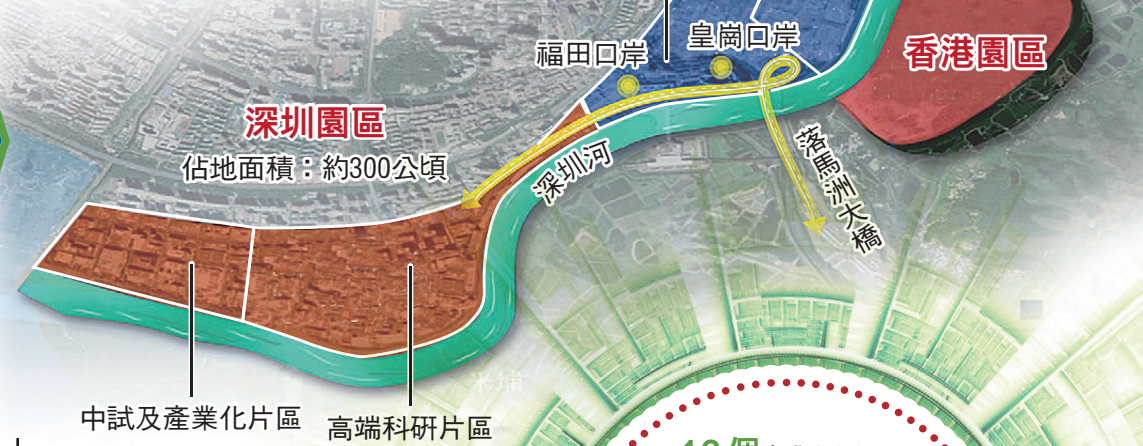 福田口岸
皇崗口岸
香港園區
深圳園區
佔地面積：約300公頃
深圳河
落馬洲大橋
中試及產業化片區
高端科研片區